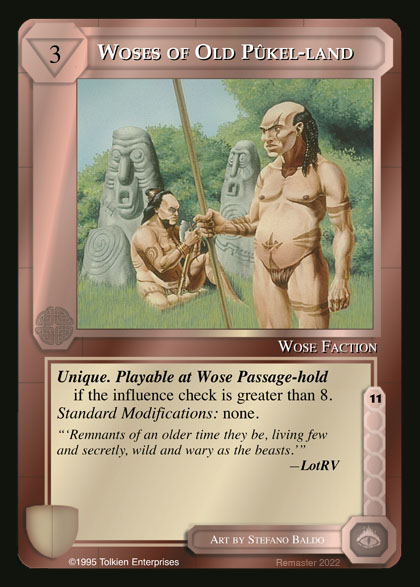 3
Woses of Old Pûkel-land
Wose Faction
Unique. Playable at Wose Passage-hold
if the influence check is greater than 8.
Standard Modifications: none.
“‘Remnants of an older time they be, living few
and secretly, wild and wary as the beasts.’”
–LotRV
11
Art by Stefano Baldo
©1995 Tolkien Enterprises
Remaster 2022